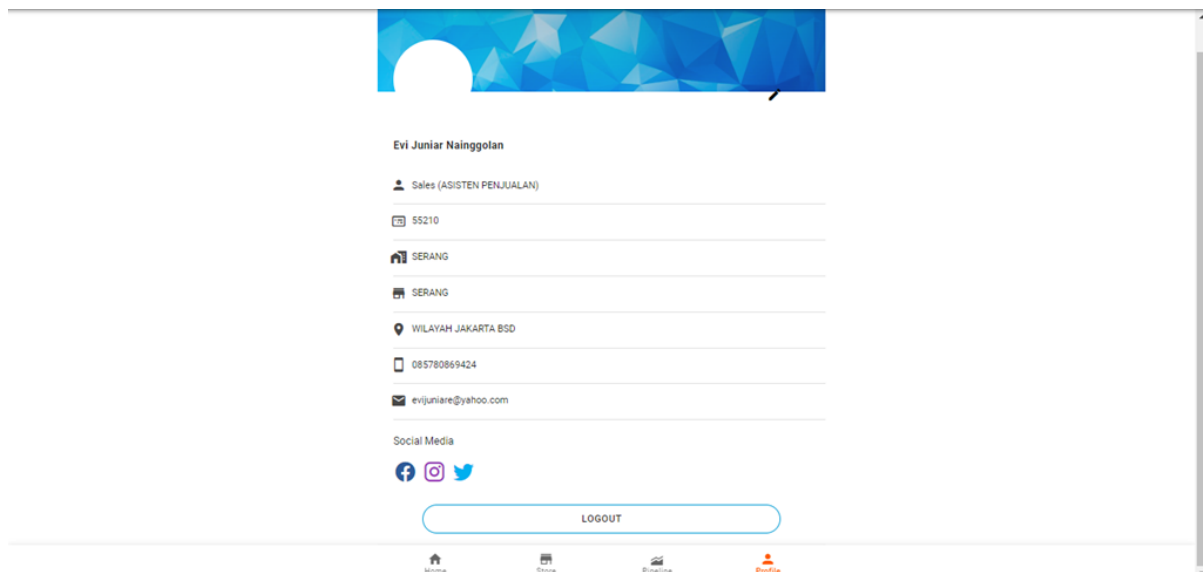 Evi Juniar Nainggolan
Sales (ASISTEN PENJUALAN)
55210
SERANG
SERANG
WILAYAH JAKARTA BSD
085780869424
evijuniare@yahoo.com
Social Media
LOGOUT
Home Store Pipeline Profile